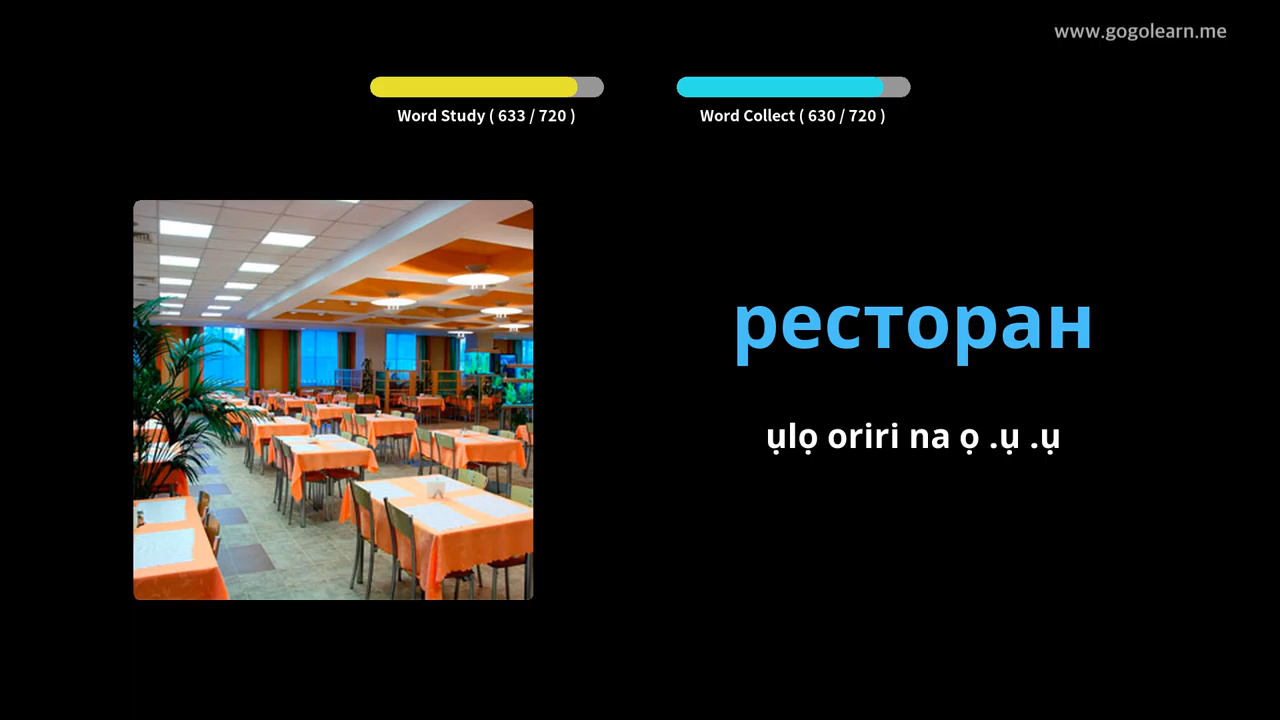 www.gogolearn.me
Word Study ( 633 / 720 )
Word Collect ( 630 / 720 )
ресторан
ụlọ oriri na ọ .ụ .ụ